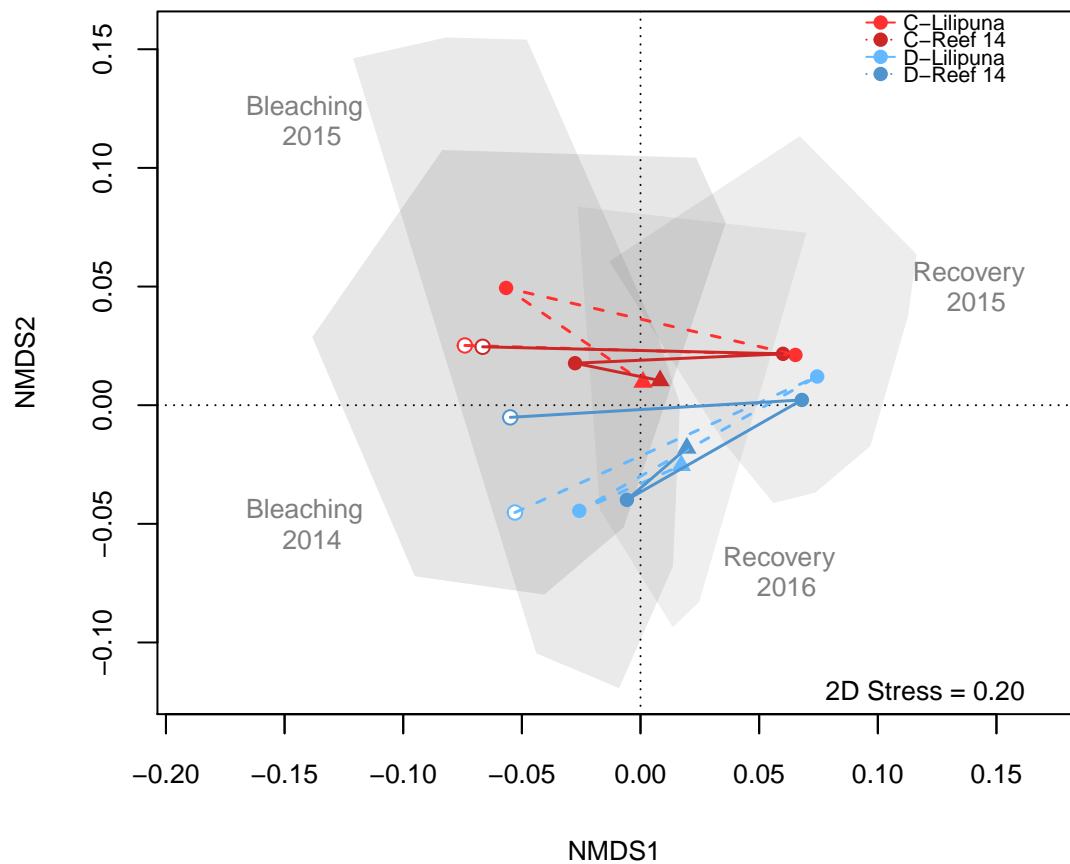 C−Lilipuna
C−Reef 14
D−Lilipuna
D−Reef 14
Bleaching
2015
Recovery
2015
Bleaching
2014
Recovery
2016
2D Stress = 0.20
NMDS2
0.15
0.10
0.05
0.00
−0.05
−0.10
−0.20
−0.15
−0.10
−0.05
0.00
0.05
0.10
0.15
NMDS1